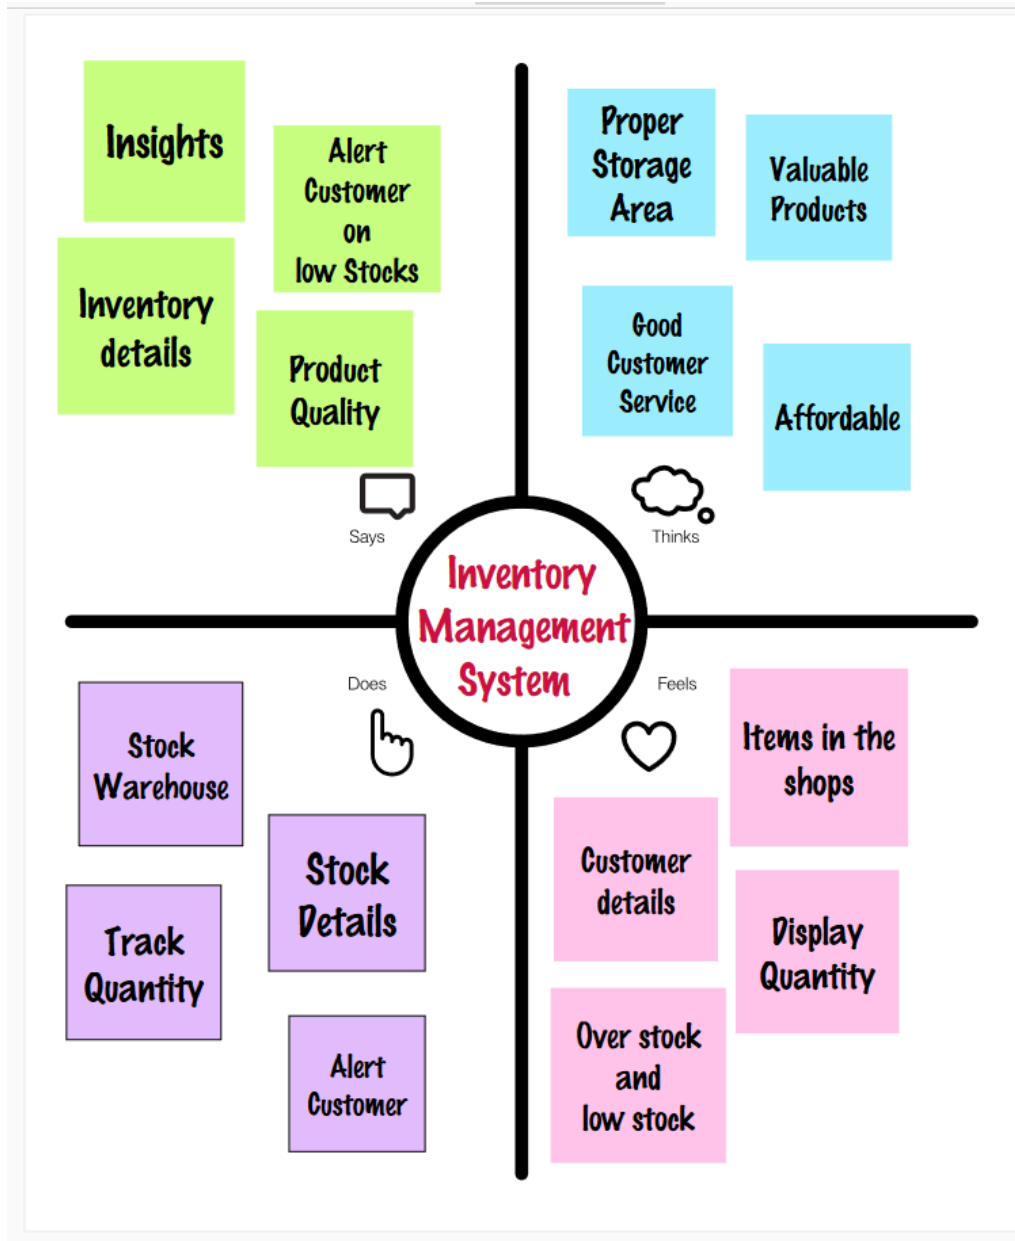 Insights
Alert
Customer
on
low Stocks
Inventory
details
Product
Quality
Says
Proper
Storage
Area
Valuable
Products
Good
Customer
Service
Affordable
Thinks
Inventory
Management
System
Does
Stock
Warehouse
Stock
Details
Track
Quantity
Alert
Customer
Feels
Items in the
shops
Customer
details
Display
Quantity
Over stock
and
low stock